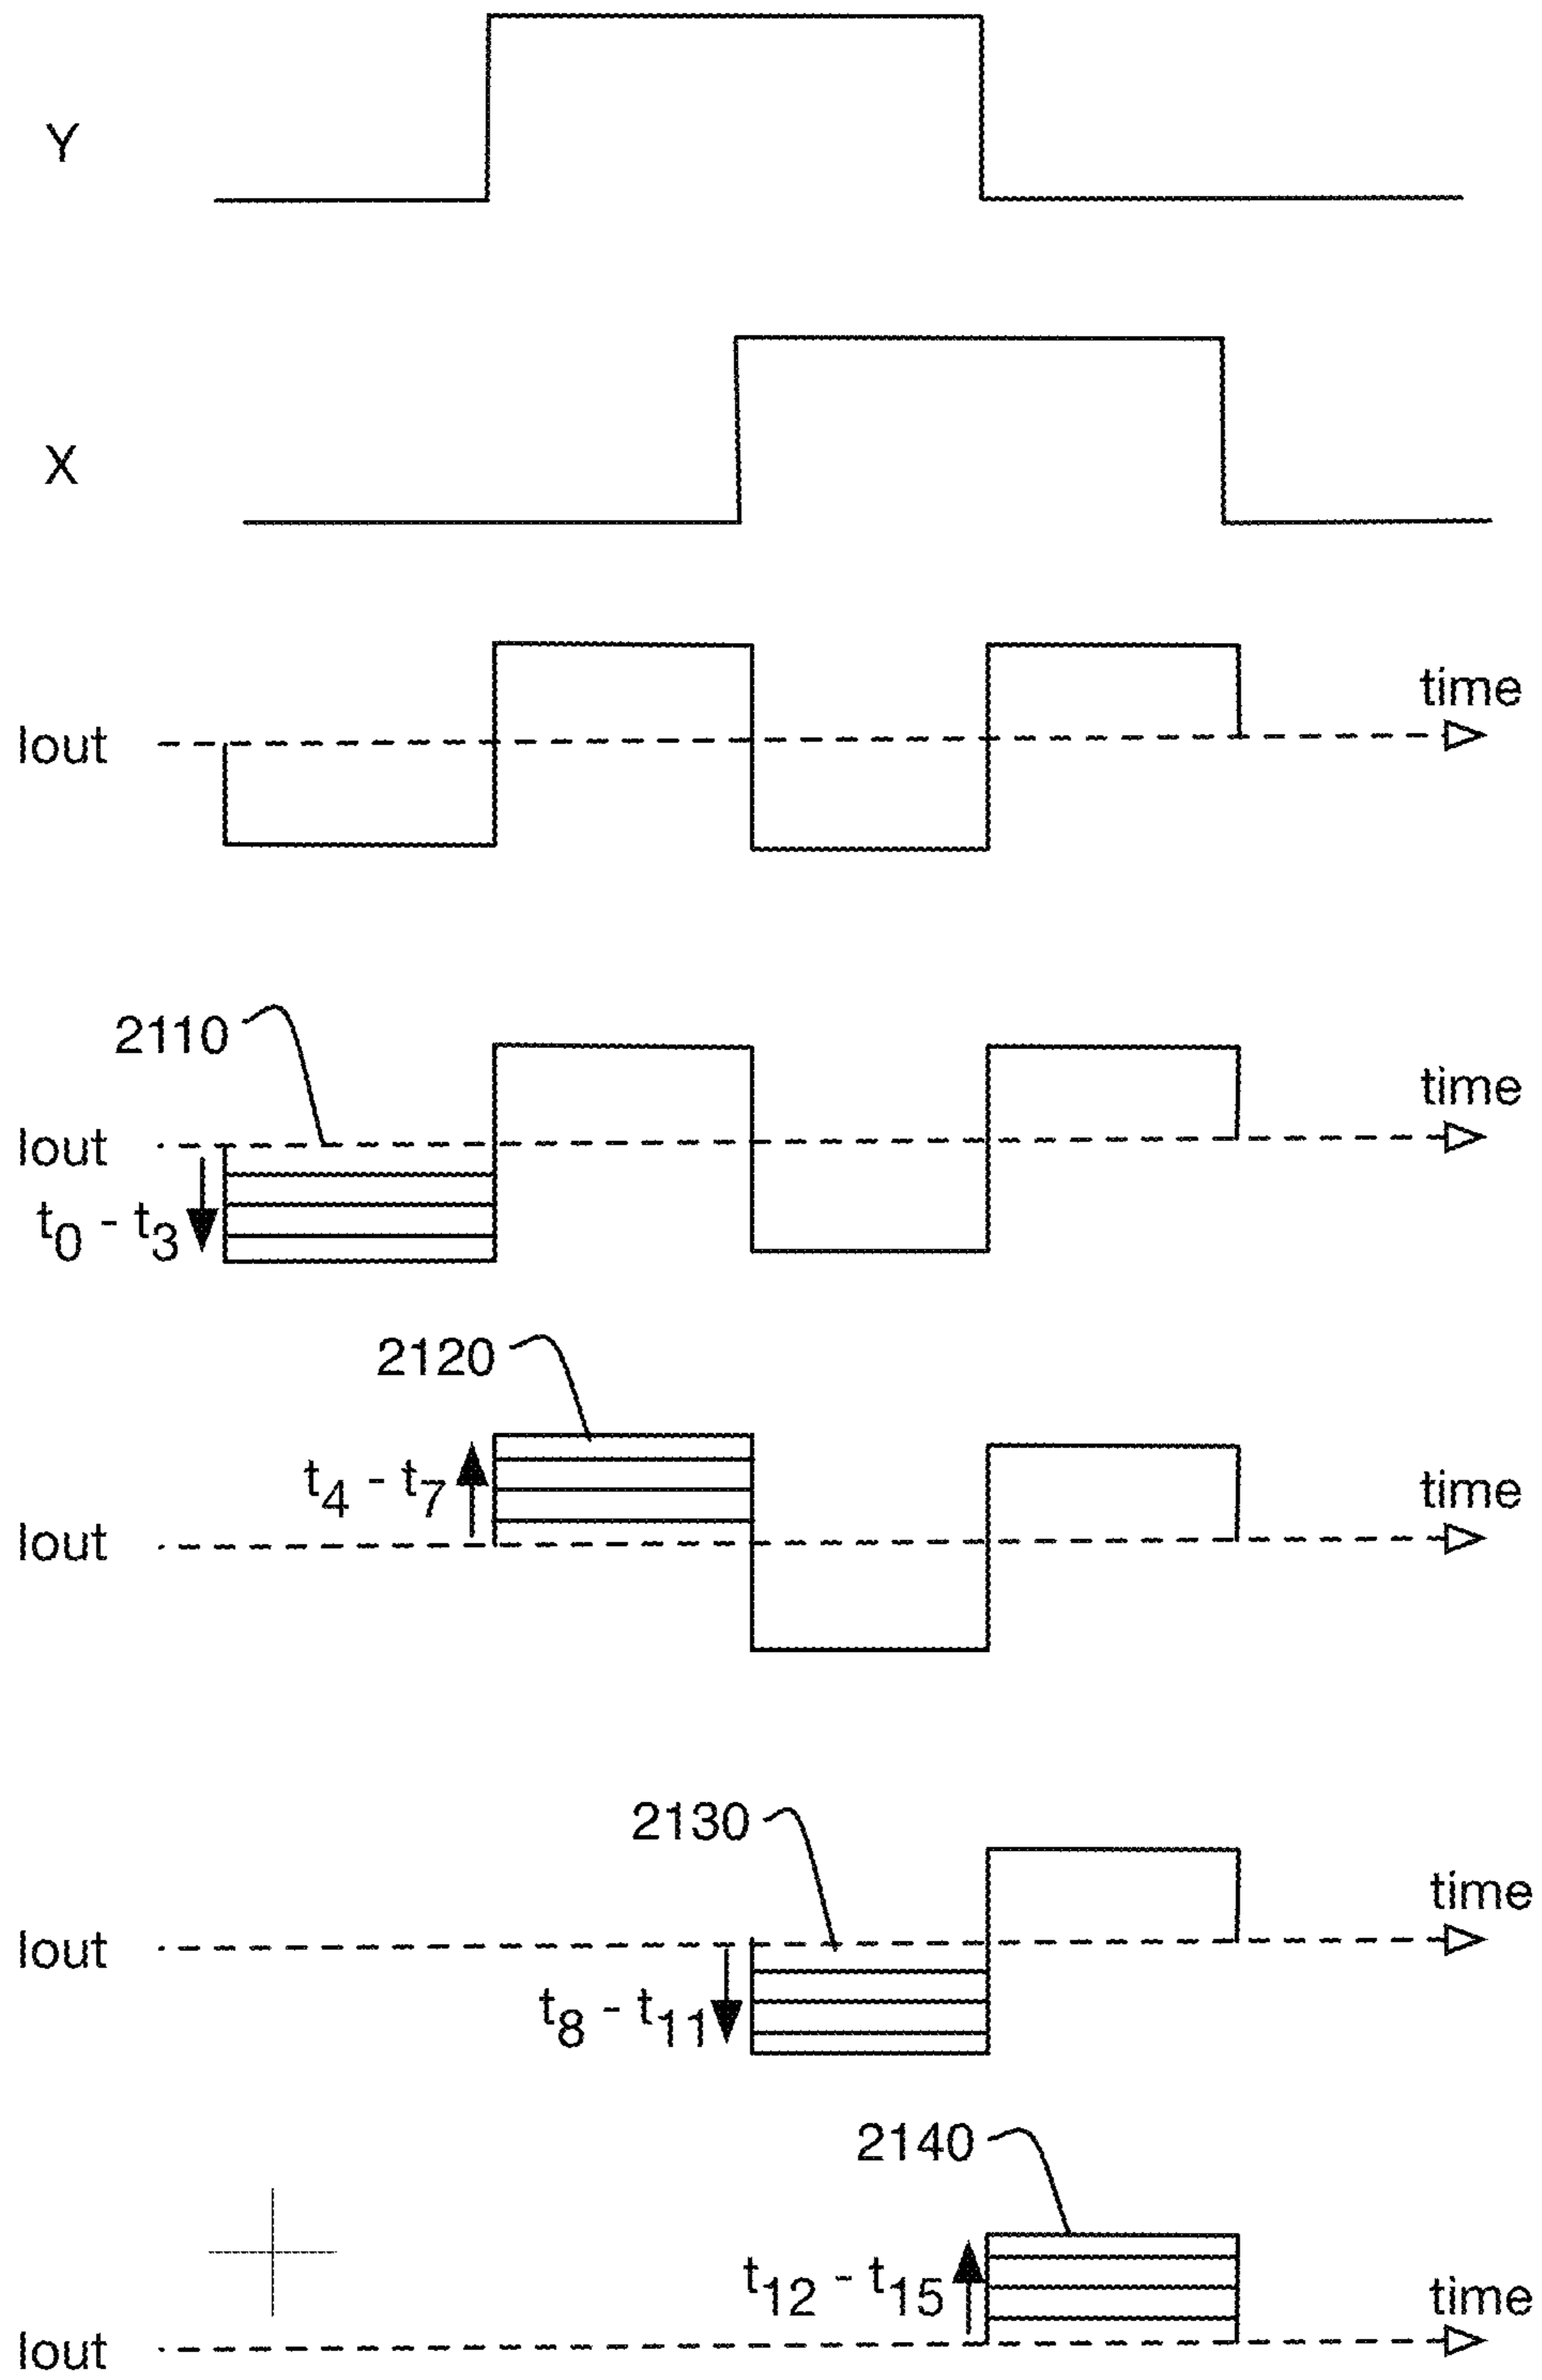 Y
X
time
Iout
2110
time
Iout
t0 - t3
2120
t4 - t7
time
Iout
2130
time
Iout
t8 - t11
2140
t12 - t15
time
Iout